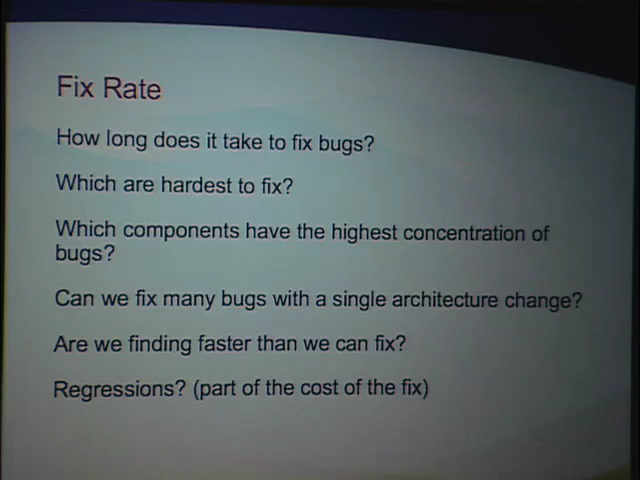 Fix Rate
How long does it take to fix bugs?
Which are hardest to fix?
Which components have the highest concentration of
bugs?
Can we fix many bugs with a single architecture change?
Are we finding faster than we can fix?
Regressions? (part of the cost of the fix)